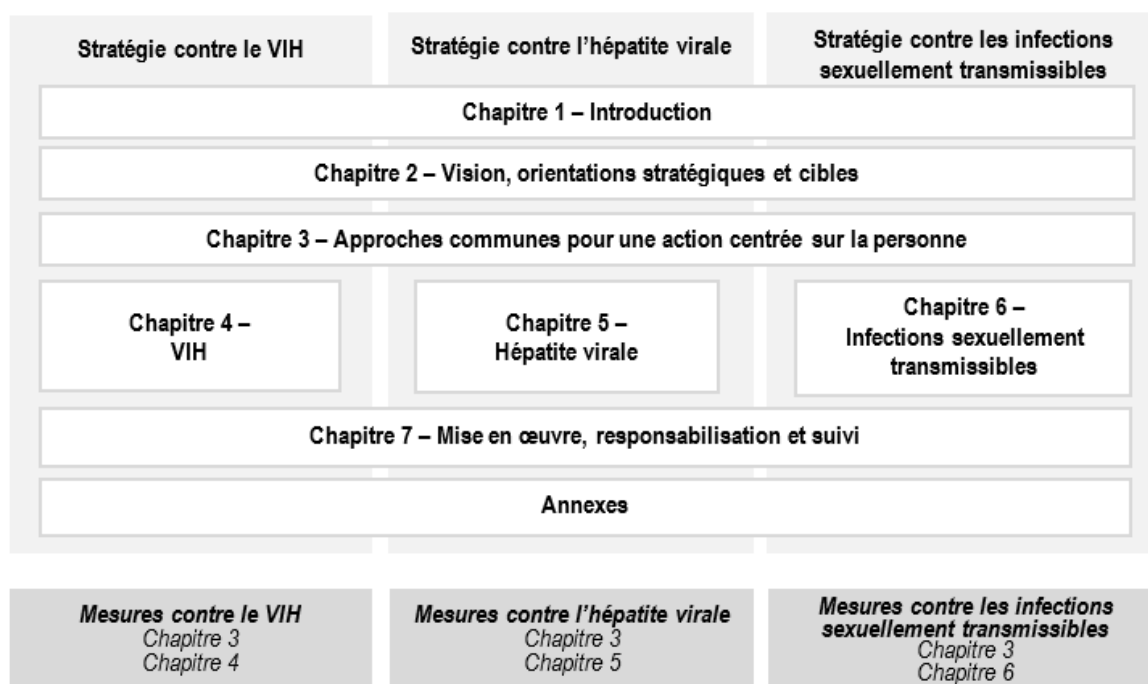 Stratégie contre le VIH
Stratégie contre l’hépatite virale
Stratégie contre les infections
sexuellement transmissibles
Chapitre 1 – Introduction
Chapitre 2 – Vision, orientations stratégiques et cibles
Chapitre 3 – Approches communes pour une action centrée sur la personne
Chapitre 4 –
VIH
Chapitre 5 –
Hépatite virale
Chapitre 6 –
Infections sexuellement
transmissibles
Chapitre 7 – Mise en œuvre, responsabilisation et suivi
Annexes
Mesures contre le VIH
Chapitre 3
Chapitre 4
Mesures contre l’hépatite virale
Chapitre 3
Chapitre 5
Mesures contre les infections
sexuellement transmissibles
Chapitre 3
Chapitre 6